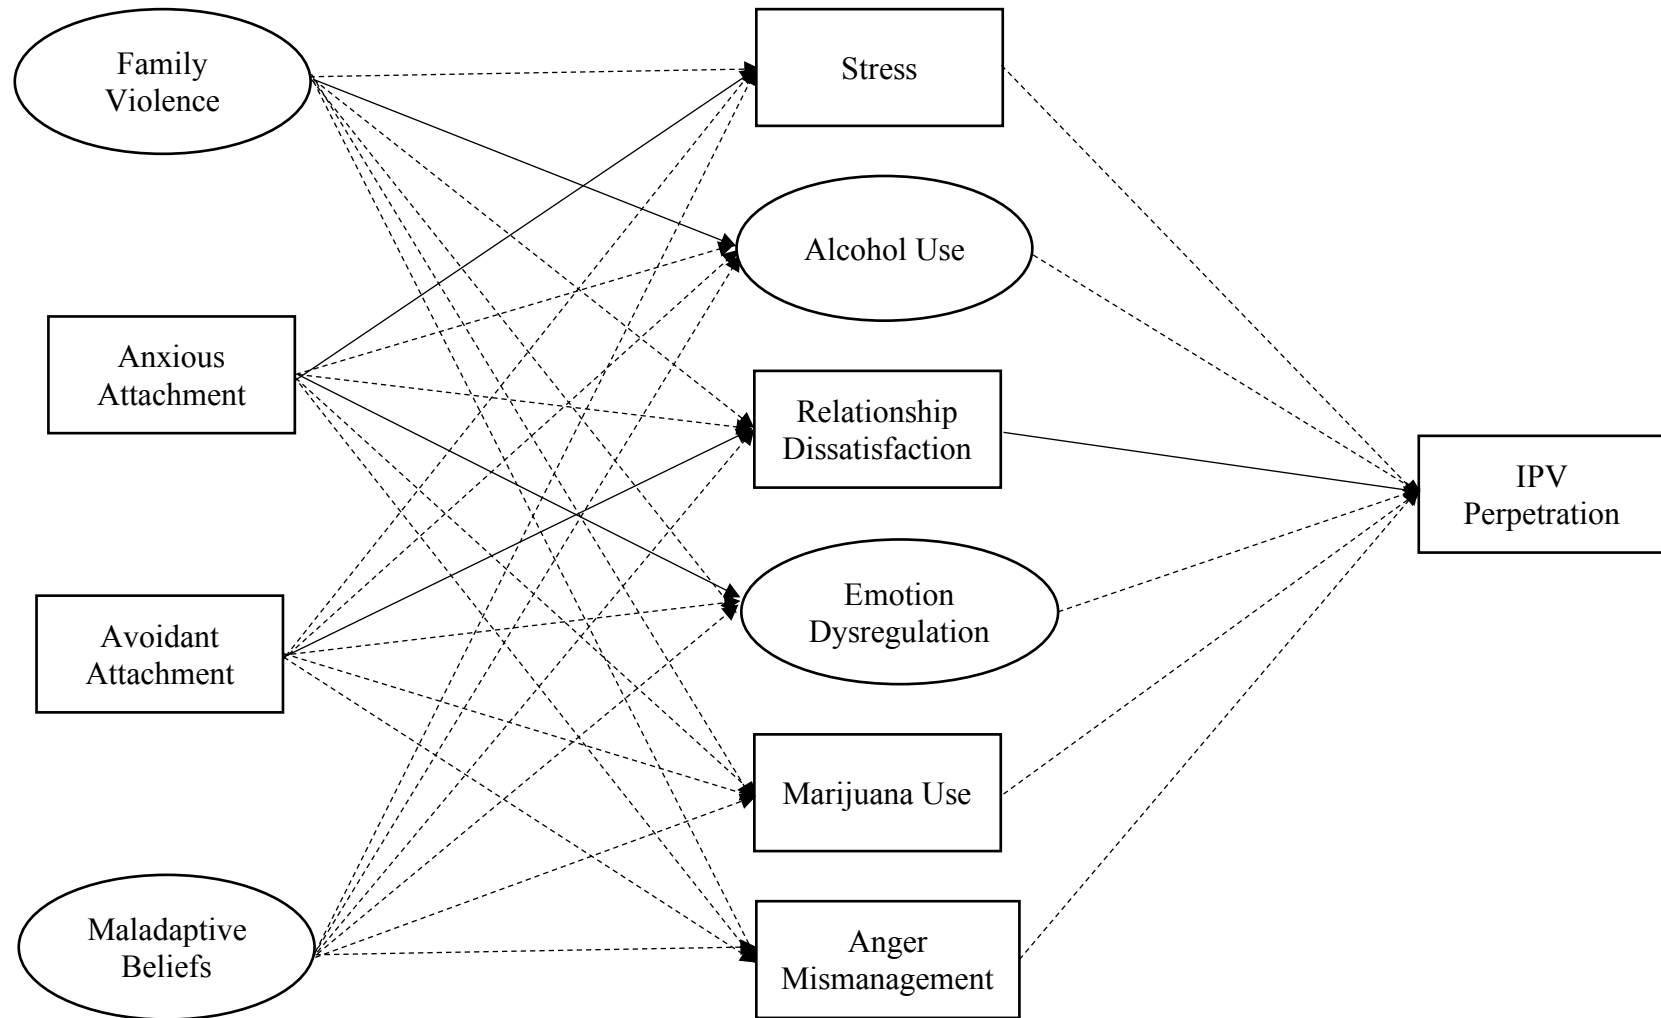 Family
Violence
Anxious
Attachment
Avoidant
Attachment
Maladaptive
Beliefs
Stress
Alcohol Use
Relationship
Dissatisfaction
Emotion
Dysregulation
Marijuana Use
Anger
Mismanagement
IPV
Perpetration